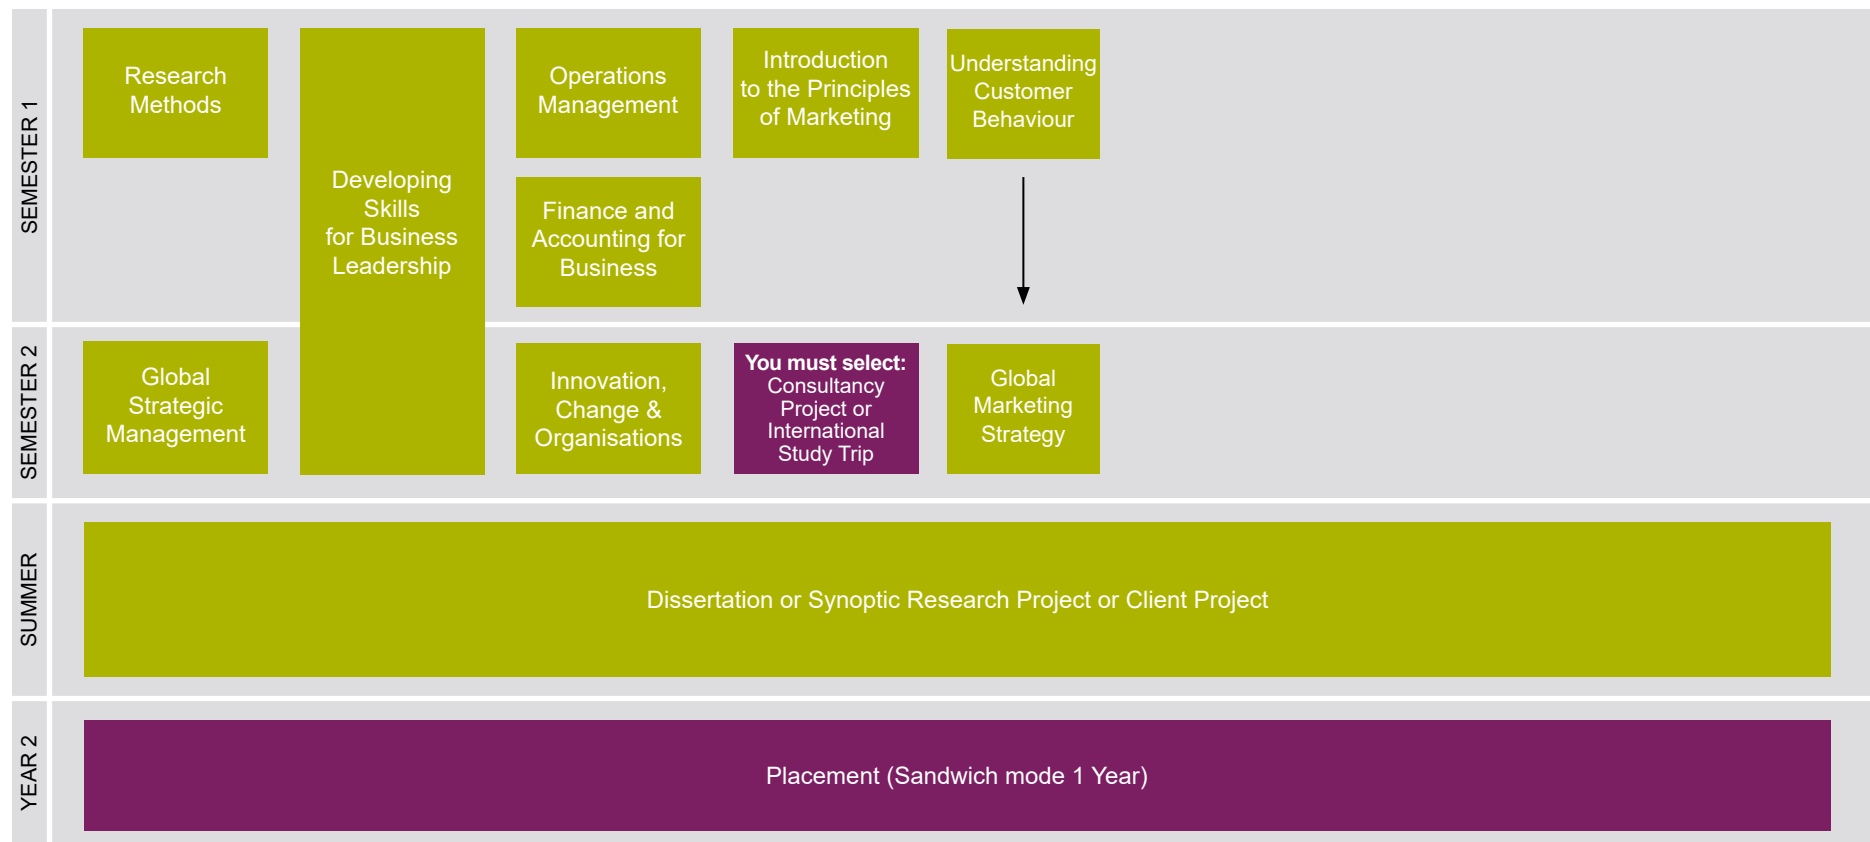 SEMESTER 1
Research
Methods
Developing
Skills
for Business
Leadership
Operations
Management
Introduction
to the Principles
of Marketing
Understanding
Customer
Behaviour
Finance and
Accounting for
Business
SEMESTER 2
Global
Strategic
Management
Innovation,
Change &
Organisations
You must select:
Consultancy
Project or
International
Study Trip
Global
Marketing
Strategy
SUMMER
Dissertation or Synoptic Research Project or Client Project
YEAR 2
Placement (Sandwich mode 1 Year)